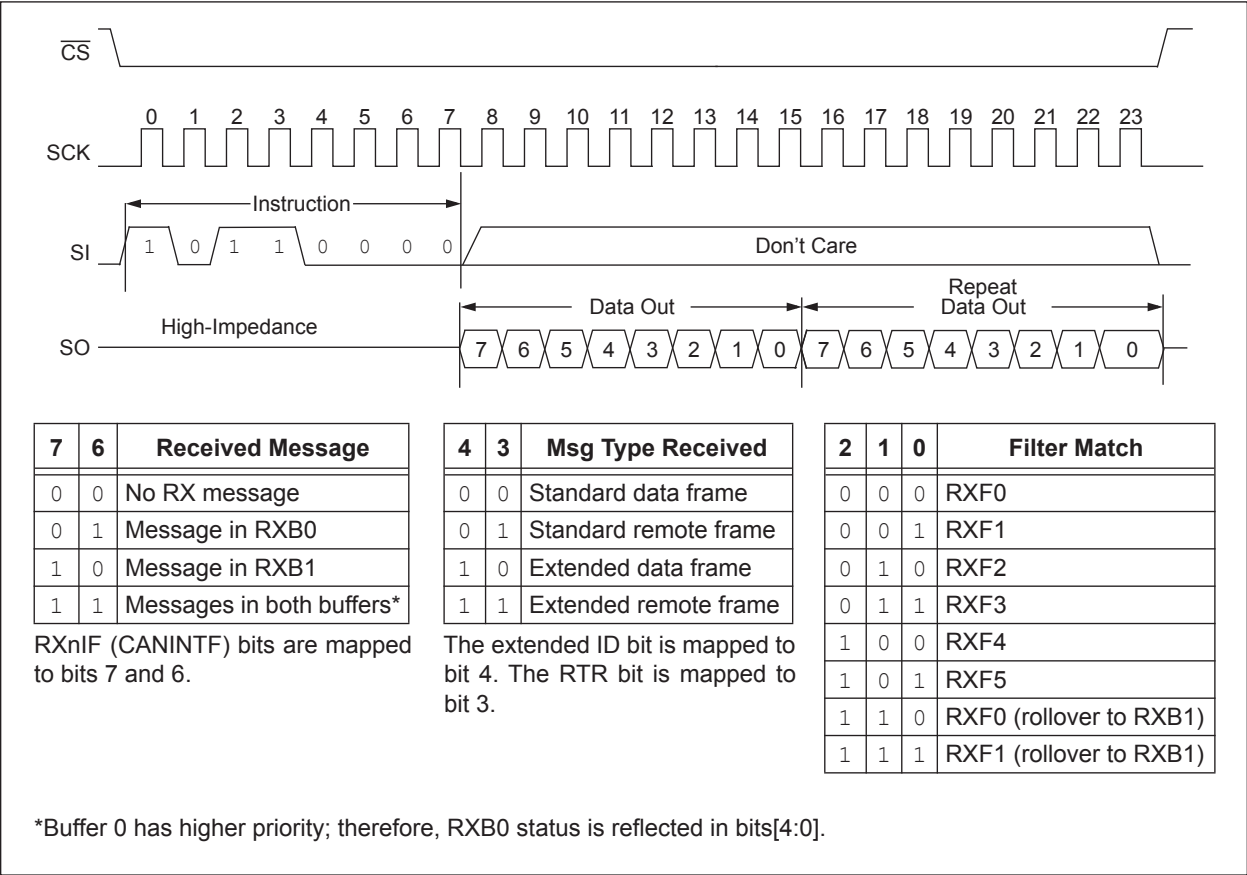 CS
0 1 2 3 4 5 6 7 8 9 10 11 12 13 14 15 16 17 18 19 20 21 22 23
SCK
Instruction
SI
1 0 1 1 0 0 0 0
Don't Care
Data Out
Repeat
Data Out
High-Impedance
SO
7 6 5 4 3 2 1 0 7 6 5 4 3 2 1 0
7 6 Received Message
0 0 No RX message
0 1 Message in RXB0
1 0 Message in RXB1
1 1 Messages in both buffers*
RXnIF (CANINTF) bits are mapped
to bits 7 and 6.
4 3 Msg Type Received
0 0 Standard data frame
0 1 Standard remote frame
1 0 Extended data frame
1 1 Extended remote frame
The extended ID bit is mapped to
bit 4. The RTR bit is mapped to
bit 3.
2 1 0 Filter Match
0 0 0 RXF0
0 0 1 RXF1
0 1 0 RXF2
0 1 1 RXF3
1 0 0 RXF4
1 0 1 RXF5
1 1 0 RXF0 (rollover to RXB1)
1 1 1 RXF1 (rollover to RXB1)
*Buffer 0 has higher priority; therefore, RXB0 status is reflected in bits[4:0].